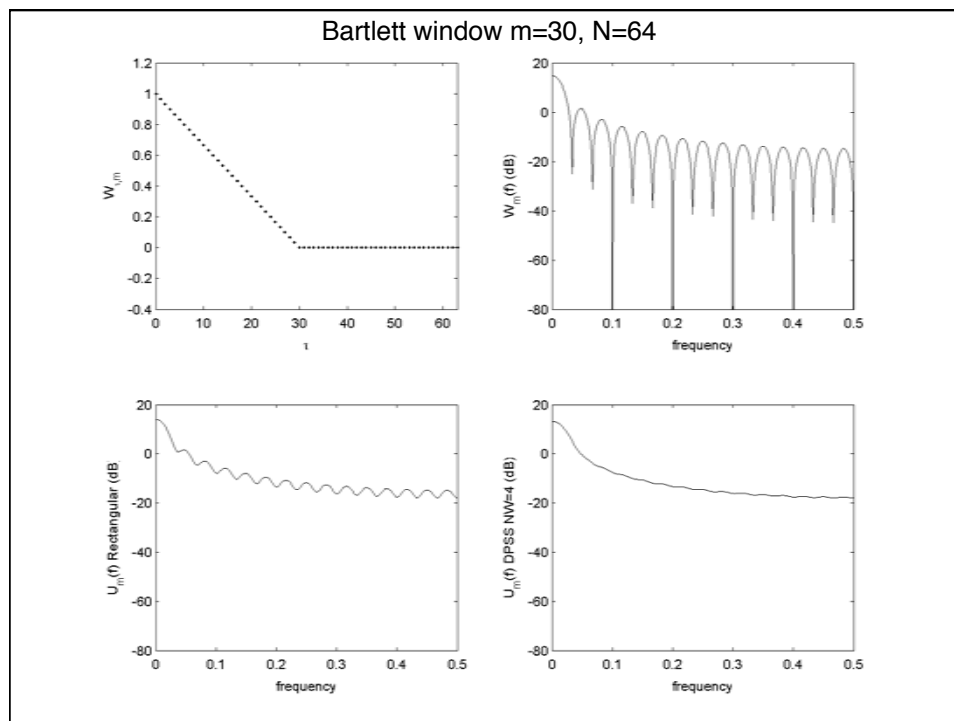 Bartlett window m=30, N=64
1.2
1
0.8
0.6
0.4
0.2
0
-0.2
-0.4
0 10 20 30 40 50 60
τ
20
0
-20
-40
-60
-80
0 0.1 0.2 0.3 0.4 0.5
W_m(f) (dB)
frequency
20
0
-20
-40
-60
-80
0 0.1 0.2 0.3 0.4 0.5
U_m(f) Rectangular (dB)
frequency
20
0
-20
-40
-60
-80
0 0.1 0.2 0.3 0.4 0.5
U_m(f) DPSS NW=4 (dB)
frequency